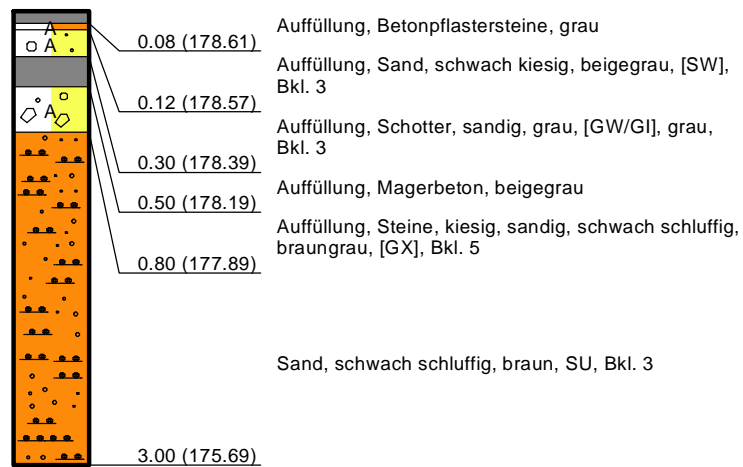 A
A
A
Auffüllung, Betonpflastersteine, grau
0.08 (178.61)
Auffüllung, Sand, schwach kiesig, beigegrau, [SW],
Bkl. 3
0.12 (178.57)
Auffüllung, Schotter, sandig, grau, [GW/GI], grau,
Bkl. 3
0.30 (178.39)
Auffüllung, Magerbeton, beigegrau
0.50 (178.19)
Auffüllung, Steine, kiesig, sandig, schwach schluffig,
braungrau, [GX], Bkl. 5
0.80 (177.89)
Sand, schwach schluffig, braun, SU, Bkl. 3
3.00 (175.69)